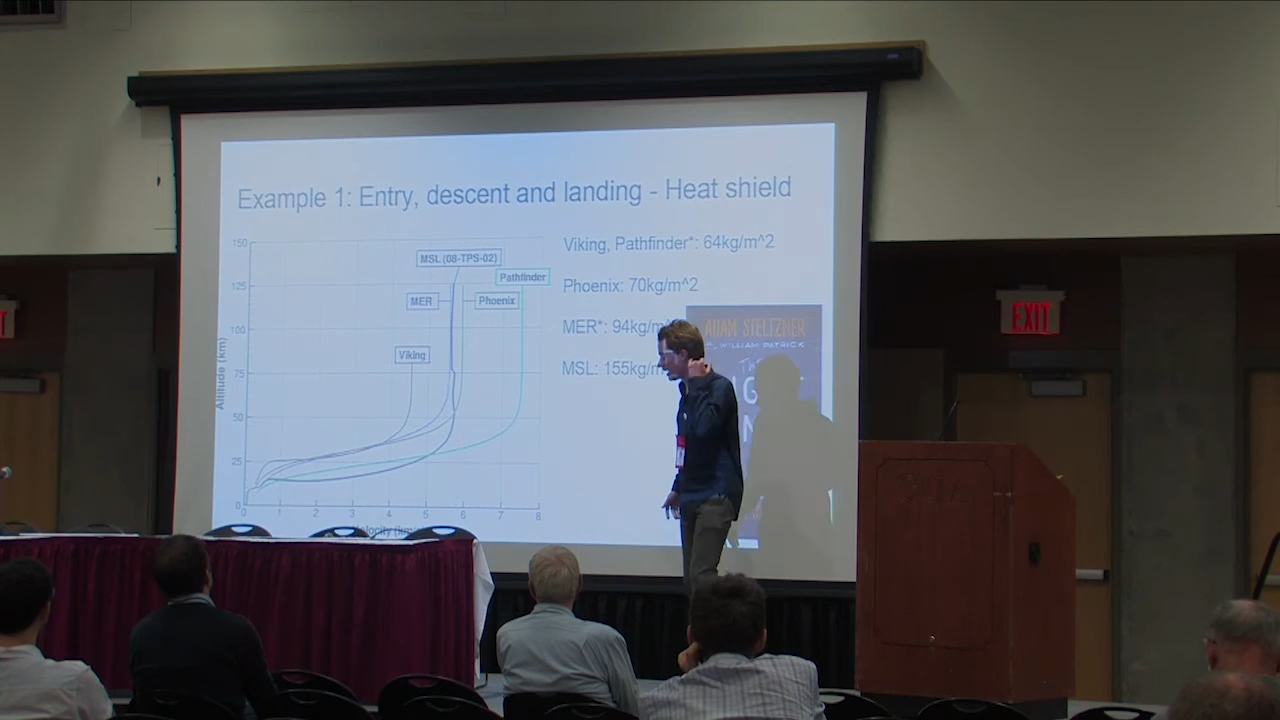 Example 1: Entry, descent and landing - Heat shield
Viking, Pathfinder*: 64kg/m^2
Phoenix: 70kg/m^2
MER*: 94kg/m
MSL: 155kg/m
150
125
100
75
50
25
0
Altitude (km)
MSL (08-TPS-02)
Pathfinder
MER
Phoenix
Viking
0 1 2 3 4 5 6 7 8
ADAM STELTZNER
WILLIAM PATRICK
EXIT